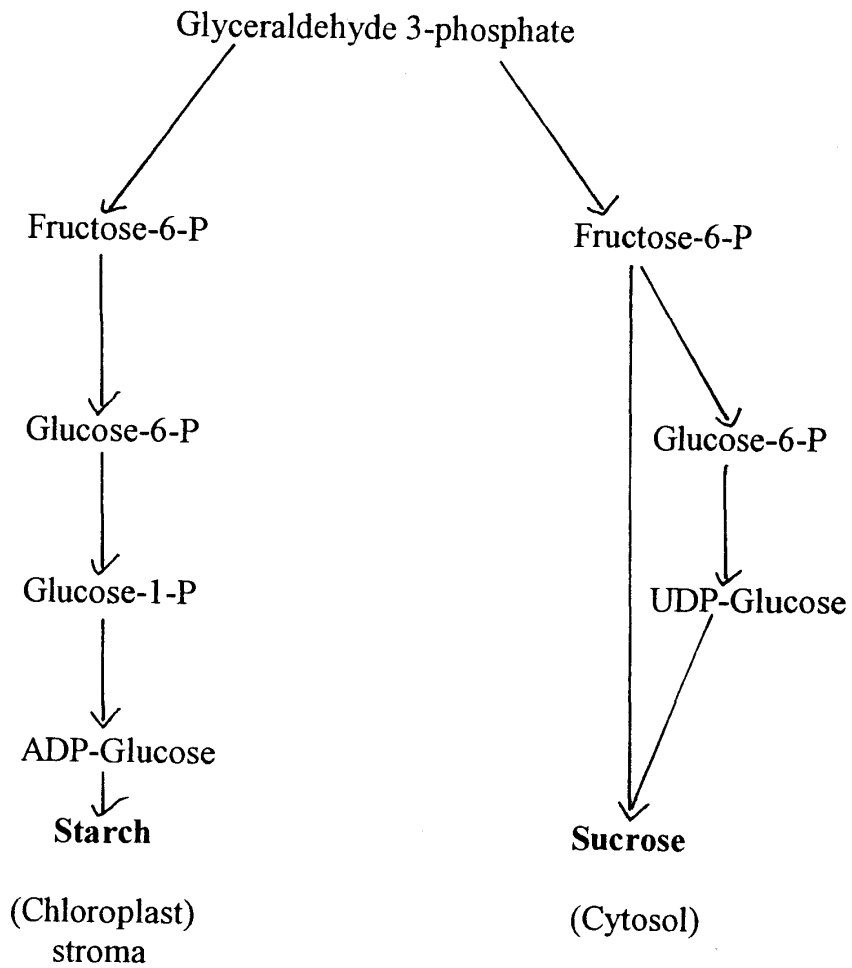 Glyceraldehyde 3-phosphate
Fructose-6-P
Glucose-6-P
Glucose-1-P
ADP-Glucose
Starch
(Chloroplast)
stroma
Fructose-6-P
Glucose-6-P
UDP-Glucose
Sucrose
(Cytosol)